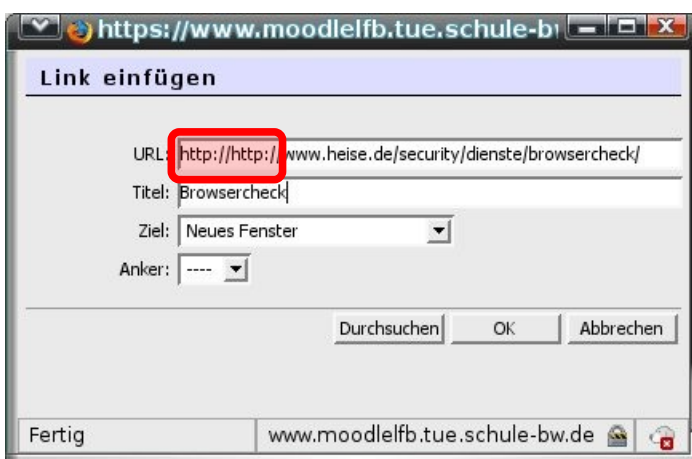 https://www.moodlelfb.tue.schule-b
Link einfügen
URL: http://http://www.heise.de/security/dienste/browsercheck/
Titel: Browsercheck
Ziel: Neues Fenster
Anker: ----
Durchsuchen OK Abbrechen
Fertig www.moodlelfb.tue.schule-bw.de